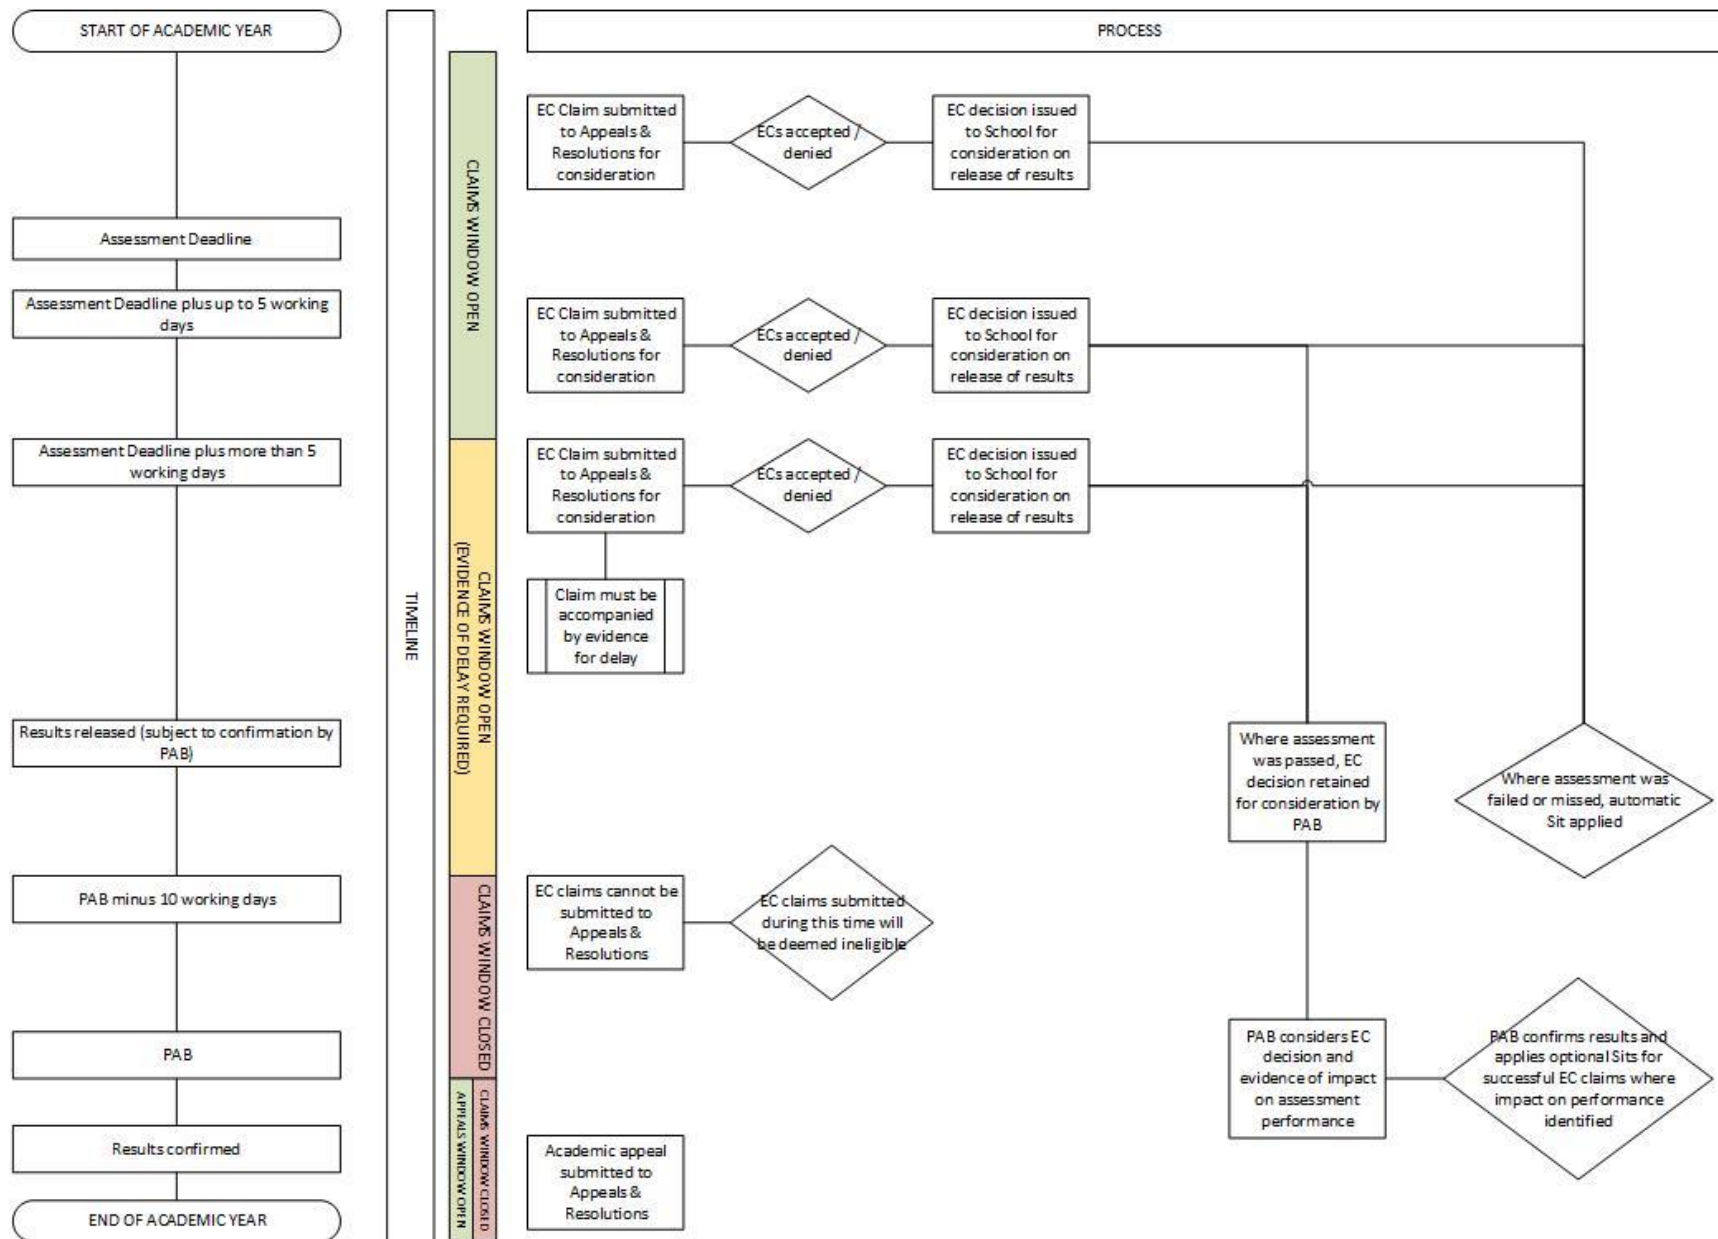 START OF ACADEMIC YEAR
Assessment Deadline
Assessment Deadline plus up to 5 working
days
Assessment Deadline plus more than 5
working days
Results released (subject to confirmation by
PAB)
PAB minus 10 working days
PAB
Results confirmed
END OF ACADEMIC YEAR
TIMELINE
CLAIMS WINDOW OPEN
CLAIMS WINDOW OPEN
(EVIDENCE OF DELAY REQUIRED)
CLAIMS WINDOW CLOSED
CLAIMS WINDOW CLOSED
APPEALS WINDOW OPEN
PROCESS
EC Claim submitted
to Appeals &
Resolutions for
consideration
ECs accepted /
denied
EC decision issued
to School for
consideration on
release of results
EC Claim submitted
to Appeals &
Resolutions for
consideration
ECs accepted /
denied
EC decision issued
to School for
consideration on
release of results
EC Claim submitted
to Appeals &
Resolutions for
consideration
ECs accepted /
denied
EC decision issued
to School for
consideration on
release of results
Claim must be
accompanied
by evidence
for delay
Where assessment
was passed, EC
decision retained
for consideration by
PAB
Where assessment was
failed or missed, automatic
Sit applied
EC claims cannot be
submitted to
Appeals &
Resolutions
EC claims submitted
during this time will
be deemed ineligible
PAB considers EC
decision and
evidence of impact
on assessment
performance
PAB confirms results and
applies optional Sits for
successful EC claims where
impact on performance
identified
Academic appeal
submitted to
Appeals &
Resolutions